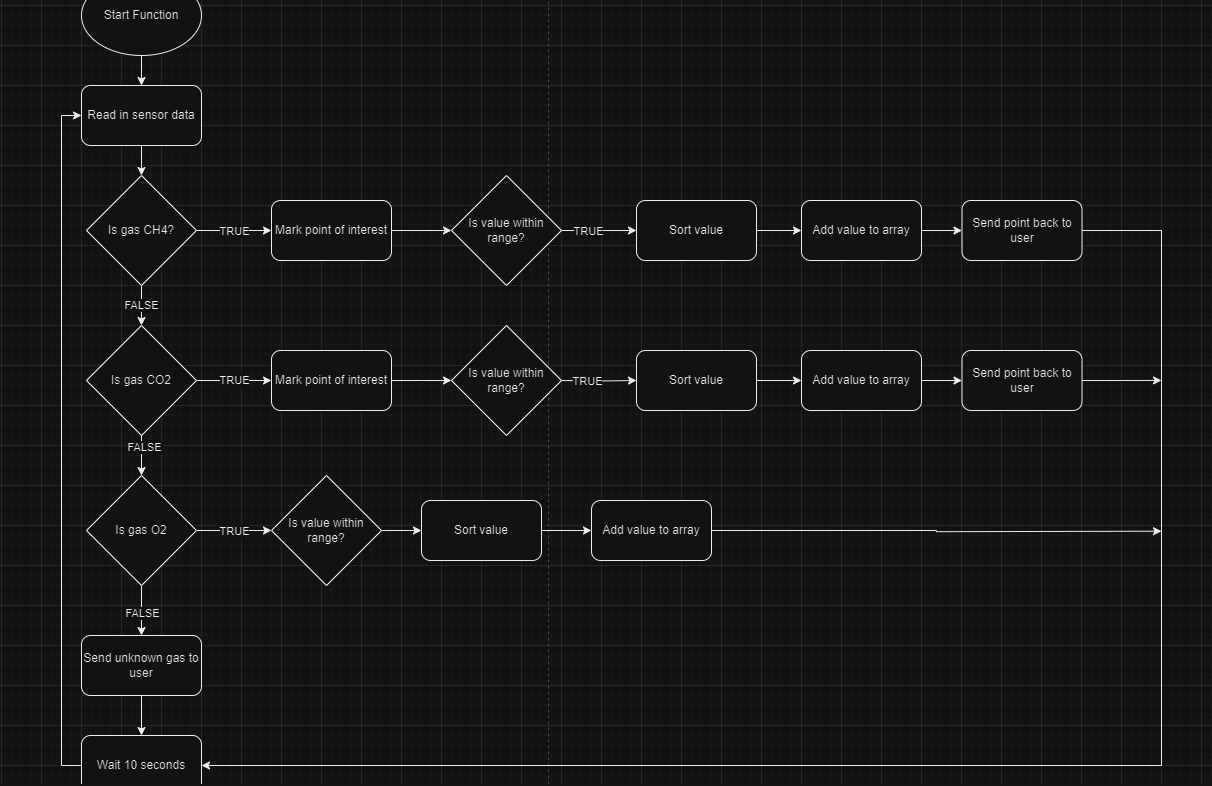 Start Function
Read in sensor data
Is gas CH4?
TRUE
Mark point of interest
Is value within
range?
TRUE
Sort value
Add value to array
Send point back to
user
FALSE
Is gas CO2
TRUE
Mark point of interest
Is value within
range?
TRUE
Sort value
Add value to array
Send point back to
user
FALSE
Is gas O2
TRUE
Is value within
range?
Sort value
Add value to array
FALSE
Send unknown gas to
user
Wait 10 seconds